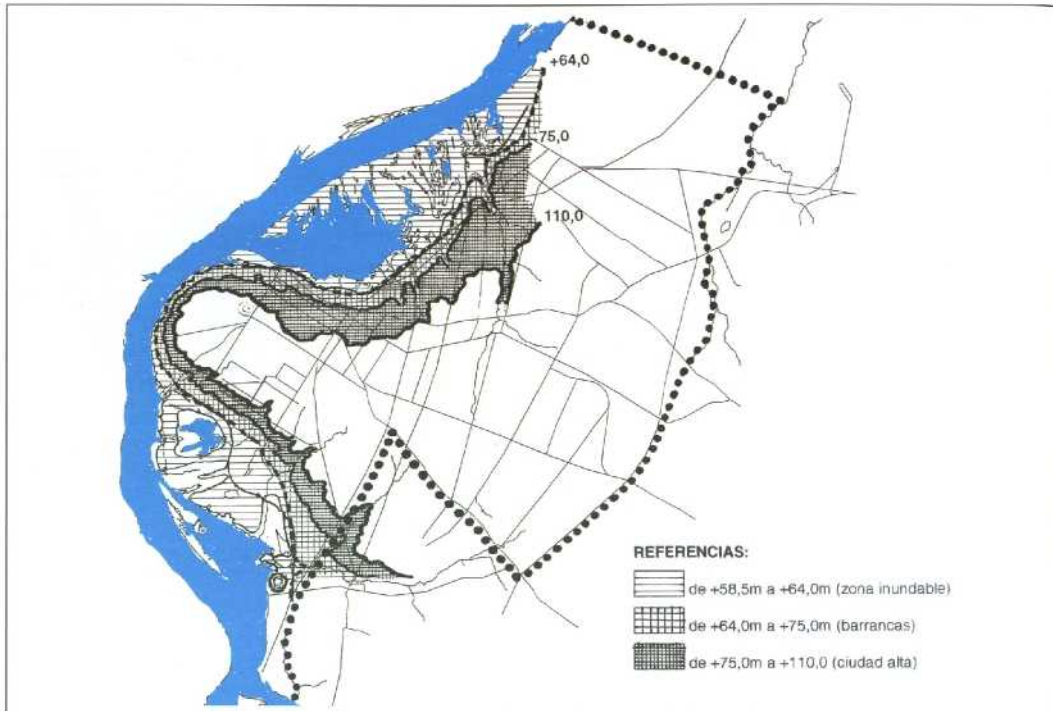 +64,0
75,0
110,0
REFERENCIAS:
de +58,5m a +64,0m (zona inundable)
de +64,0m a +75,0m (barrancas)
de +75,0m a +110,0 (ciudad alta)